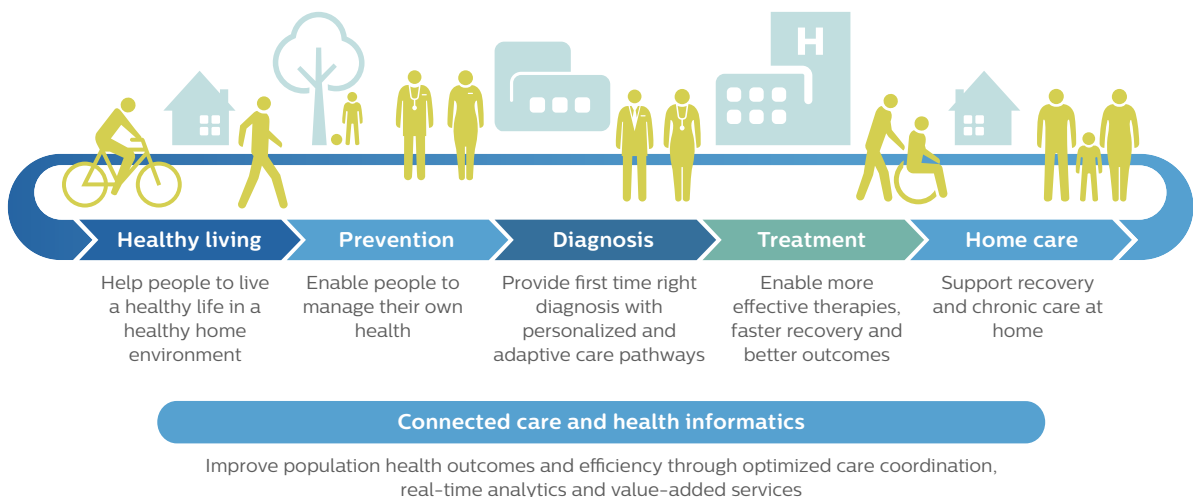 H
Healthy living
Prevention
Diagnosis
Treatment
Home care
Help people to live
a healthy life in a
healthy home
environment
Enable people to
manage their own
health
Provide first time right
diagnosis with
personalized and
adaptive care pathways
Enable more
effective therapies,
faster recovery and
better outcomes
Support recovery
and chronic care at
home
Connected care and health informatics
Improve population health outcomes and efficiency through optimized care coordination,
real-time analytics and value-added services